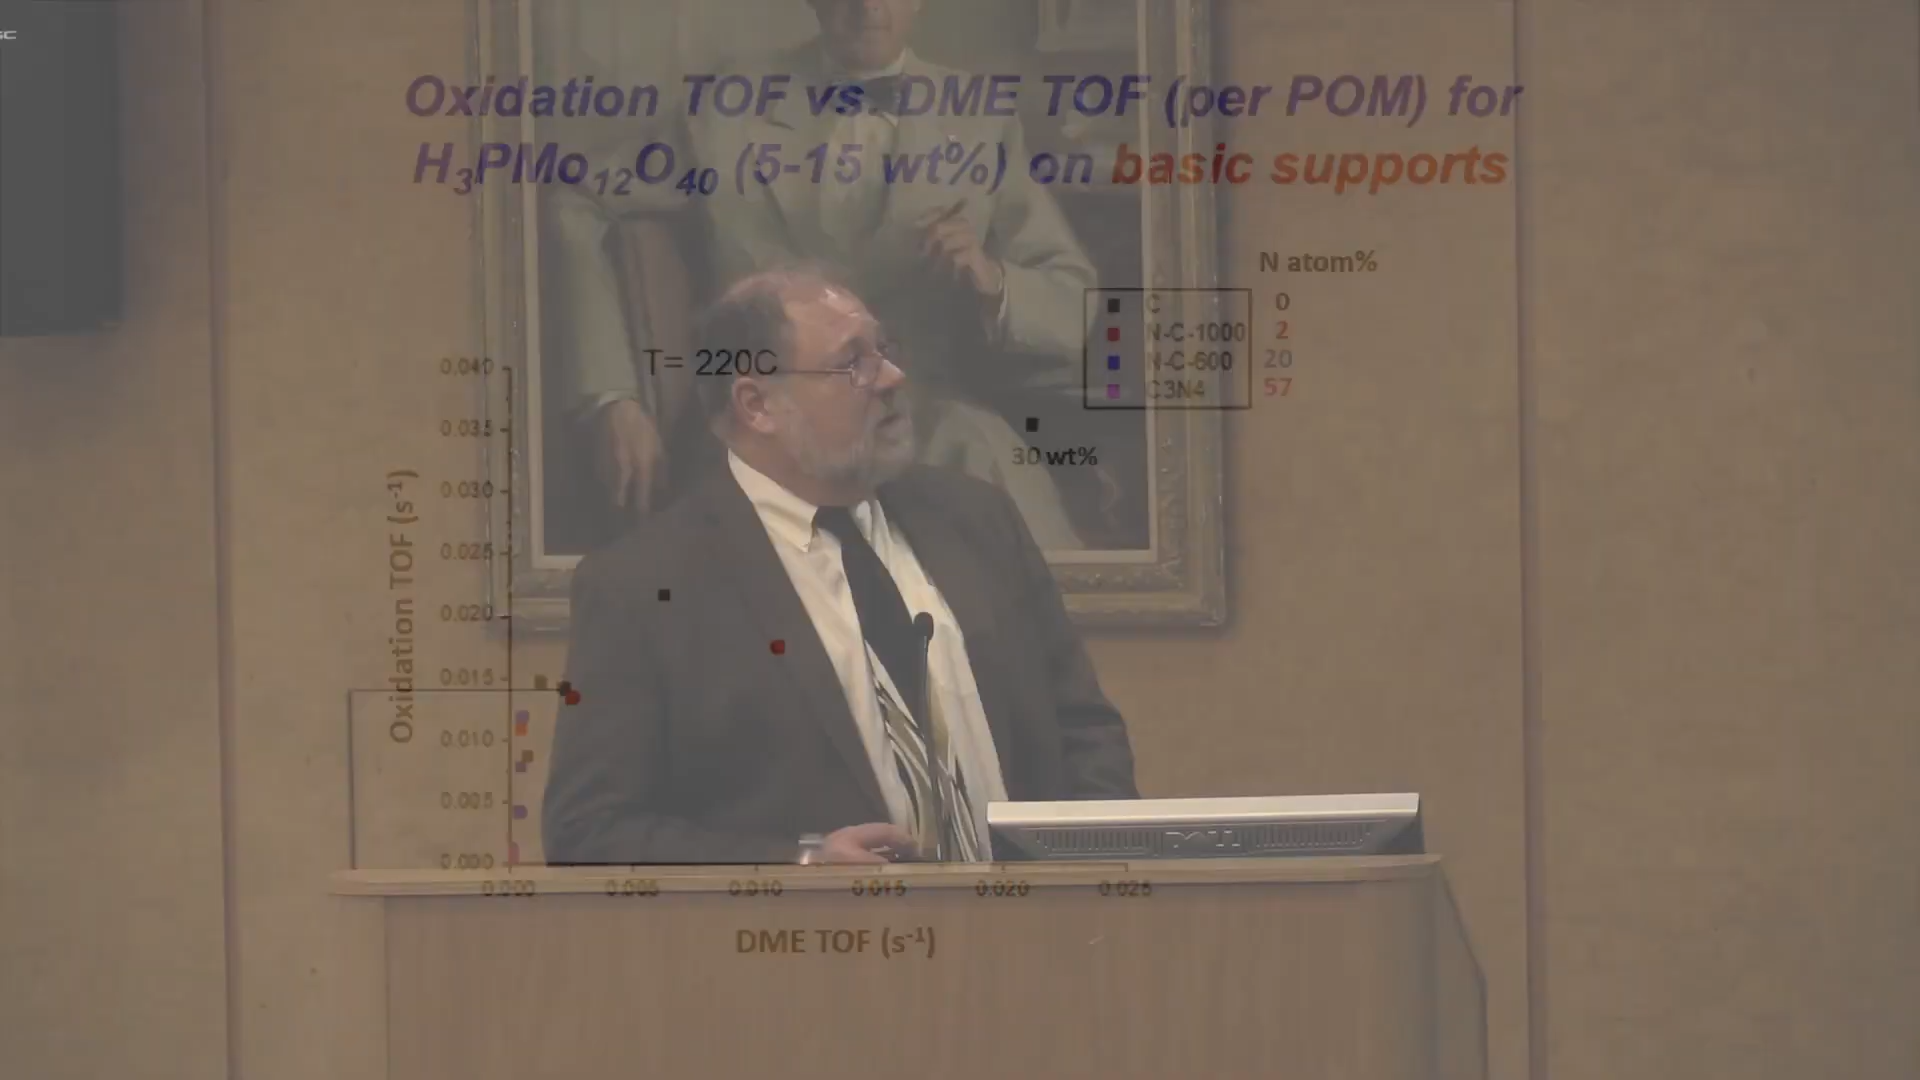 Oxidation TOF vs. DME TOF (per POM) for
H₃PMo₁₂O₄₀ (5-15 wt%) on basic supports
N atom%
C 0
N-C-1000 2
N-C-600 20
C3N4 57
T= 220C
30 wt%
Oxidation TOF (s⁻¹)
0.040
0.035
0.030
0.025
0.020
0.015
0.010
0.005
0.000
0.000 0.005 0.010 0.015 0.020 0.025
DME TOF (s⁻¹)
DELL